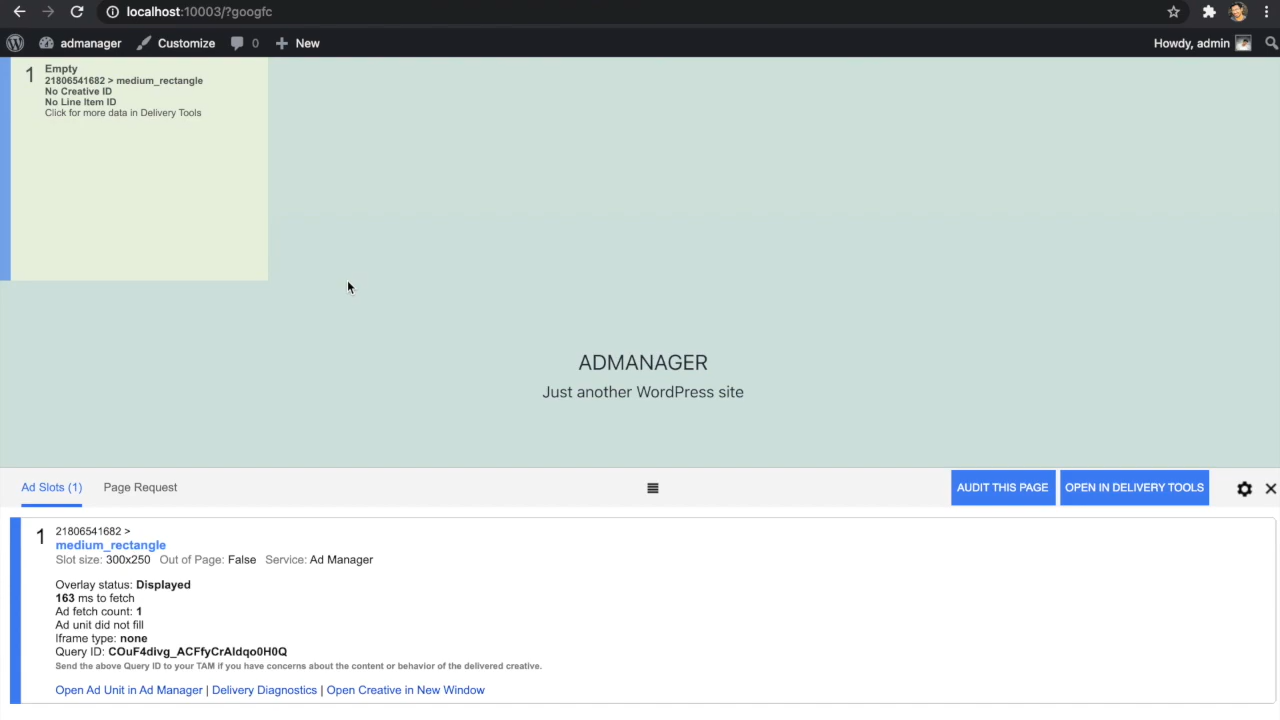 localhost:10003/?googfc
admanager Customize 0 New Howdy, admin
1 Empty
21806541682 > medium_rectangle
No Creative ID
No Line Item ID
Click for more data in Delivery Tools
ADMANAGER
Just another WordPress site
Ad Slots (1) Page Request AUDIT THIS PAGE OPEN IN DELIVERY TOOLS
1 21806541682 >
medium_rectangle
Slot size: 300x250 Out of Page: False Service: Ad Manager
Overlay status: Displayed
163 ms to fetch
Ad fetch count: 1
Ad unit did not fill
Iframe type: none
Query ID: COuF4divg_ACFfyCrAIdqo0H0Q
Send the above Query ID to your TAM if you have concerns about the content or behavior of the delivered creative.
Open Ad Unit in Ad Manager | Delivery Diagnostics | Open Creative in New Window